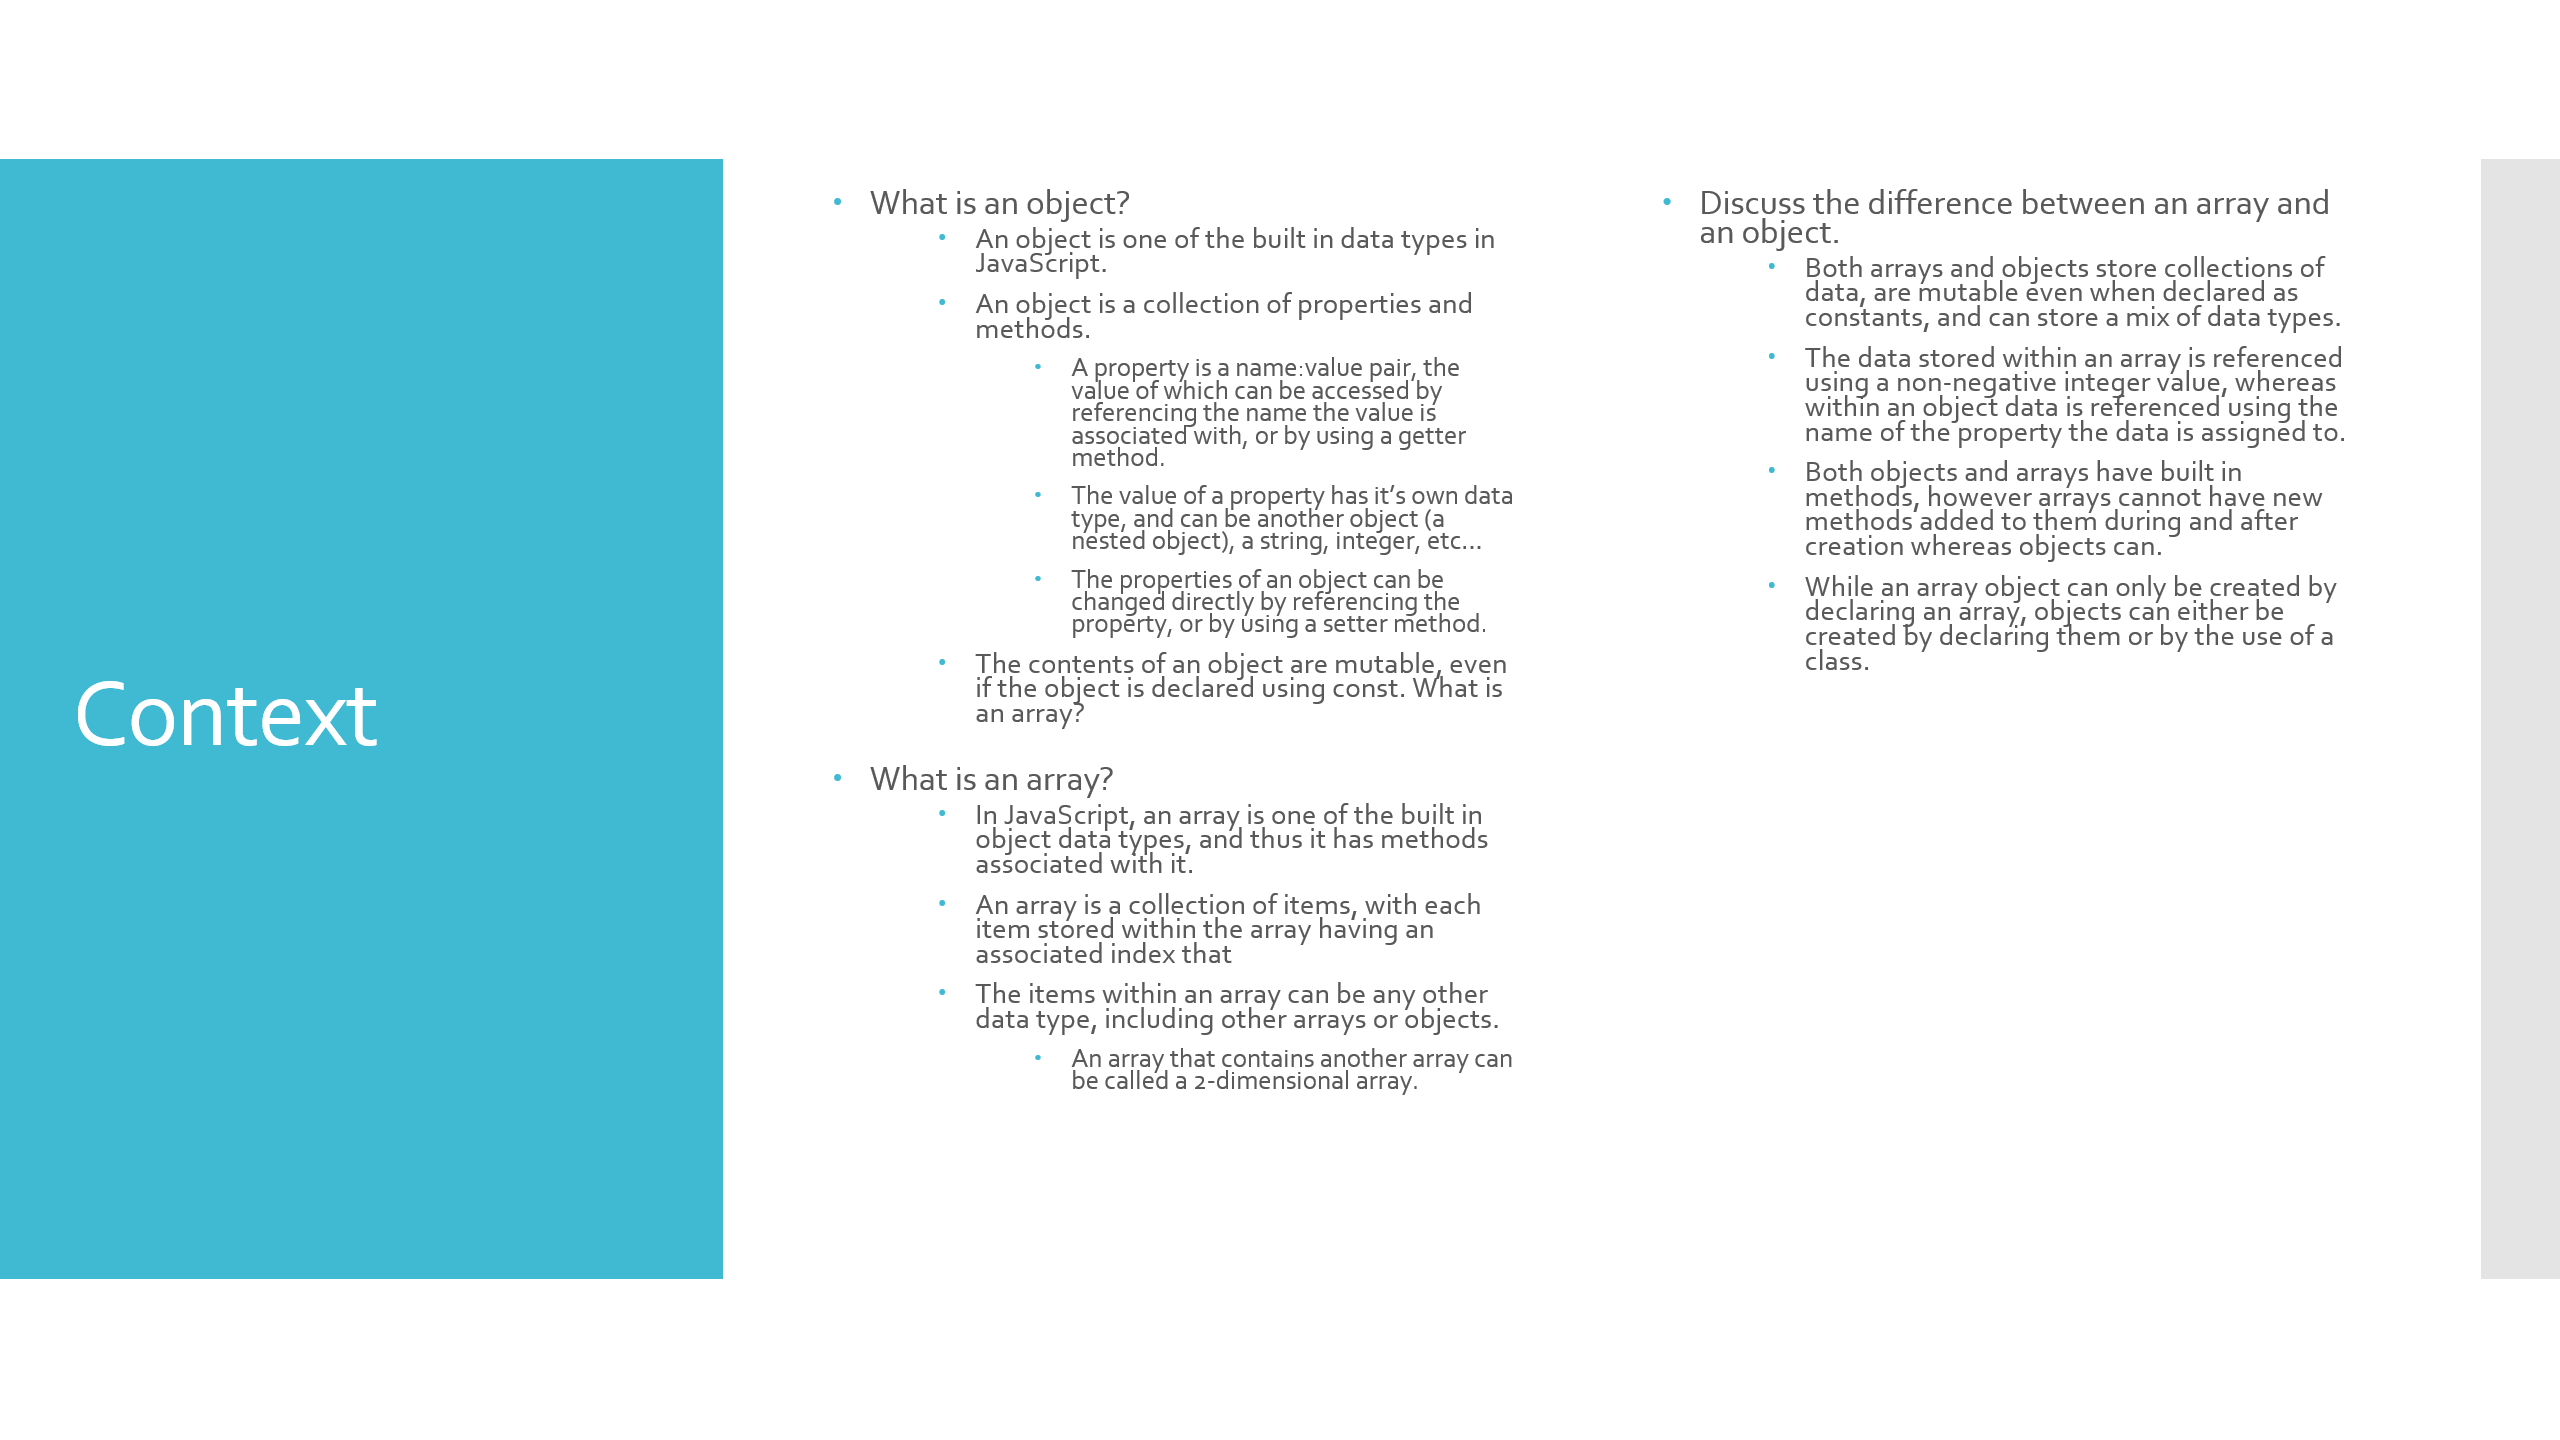 Context
• What is an object?
• An object is one of the built in data types in
JavaScript.
• An object is a collection of properties and
methods.
• A property is a name:value pair, the
value of which can be accessed by
referencing the name the value is
associated with, or by using a getter
method.
• The value of a property has it’s own data
type, and can be another object (a
nested object), a string, integer, etc…
• The properties of an object can be
changed directly by referencing the
property, or by using a setter method.
• The contents of an object are mutable, even
if the object is declared using const. What is
an array?
• What is an array?
• In JavaScript, an array is one of the built in
object data types, and thus it has methods
associated with it.
• An array is a collection of items, with each
item stored within the array having an
associated index that
• The items within an array can be any other
data type, including other arrays or objects.
• An array that contains another array can
be called a 2-dimensional array.
• Discuss the difference between an array and
an object.
• Both arrays and objects store collections of
data, are mutable even when declared as
constants, and can store a mix of data types.
• The data stored within an array is referenced
using a non-negative integer value, whereas
within an object data is referenced using the
name of the property the data is assigned to.
• Both objects and arrays have built in
methods, however arrays cannot have new
methods added to them during and after
creation whereas objects can.
• While an array object can only be created by
declaring an array, objects can either be
created by declaring them or by the use of a
class.